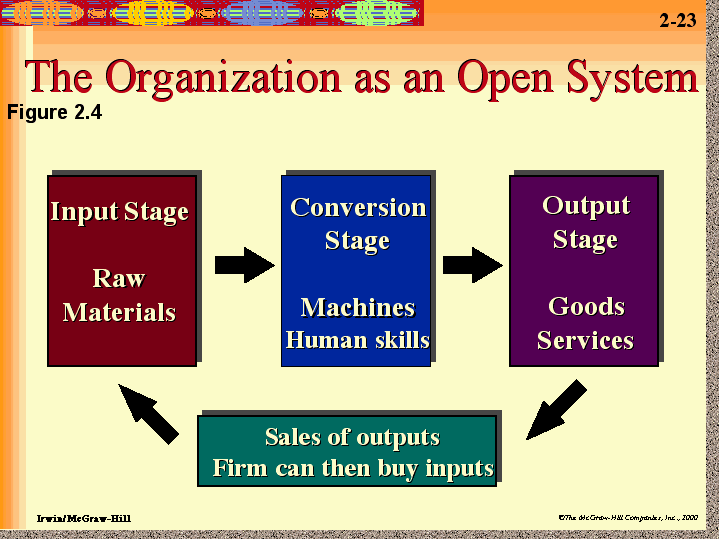 2-23
The Organization as an Open System
Figure 2.4
Input Stage
Raw
Materials
Conversion
Stage
Machines
Human skills
Output
Stage
Goods
Services
Sales of outputs
Firm can then buy inputs
Irwin/McGraw-Hill
©The McGraw-Hill Companies, Inc., 2000